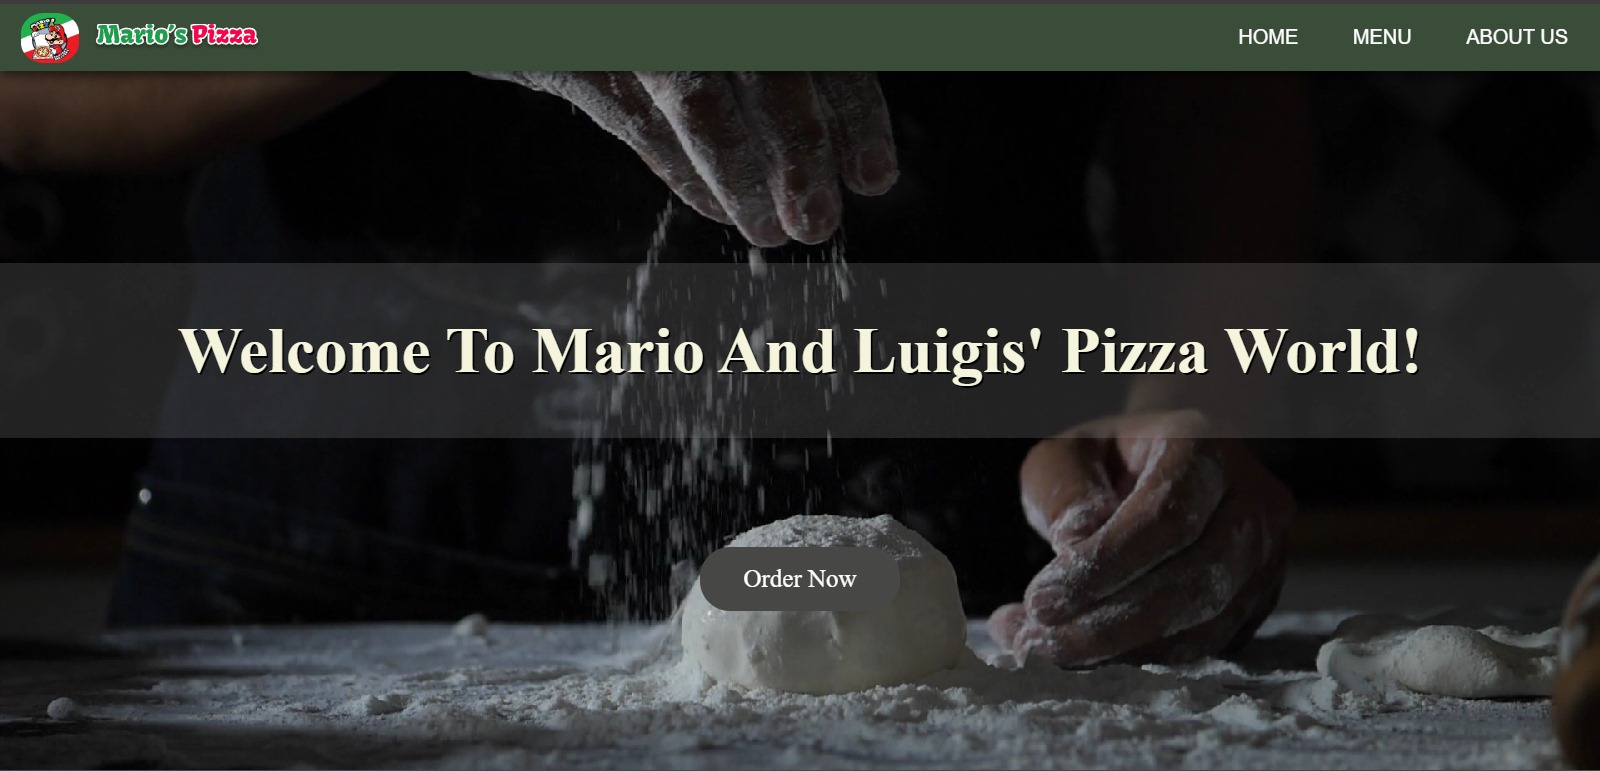 Mario's Pizza
HOME MENU ABOUT US
Welcome To Mario And Luigis' Pizza World!
Order Now